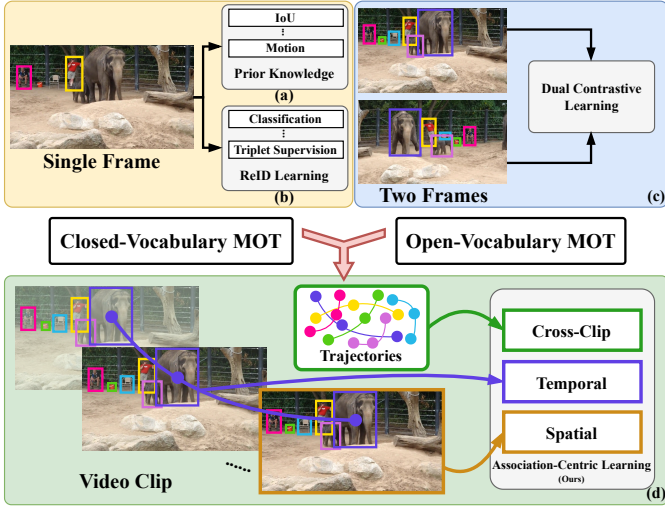 IoU
Motion
Prior Knowledge
(a)
Classification
Triplet Supervision
ReID Learning
(b)
Single Frame
Dual Contrastive
Learning
Two Frames
(c)
Closed-Vocabulary MOT
Open-Vocabulary MOT
Trajectories
Cross-Clip
Temporal
Spatial
Association-Centric Learning
(Ours)
Video Clip
(d)